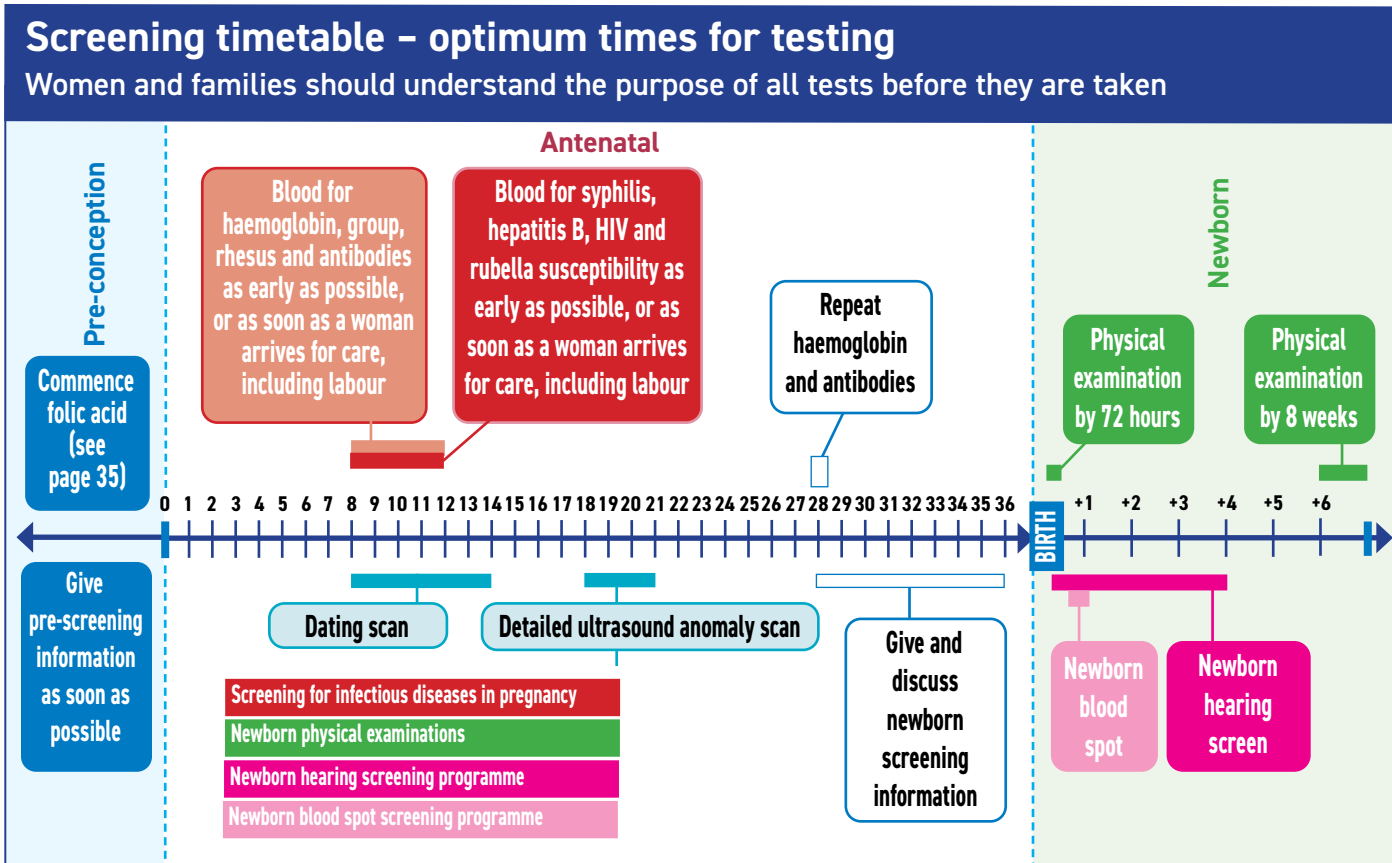 Screening timetable – optimum times for testing
Women and families should understand the purpose of all tests before they are taken
Pre-conception
Antenatal
Newborn
Commence
folic acid
(see
page 35)
Blood for
haemoglobin, group,
rhesus and antibodies
as early as possible,
or as soon as a woman
arrives for care,
including labour
Blood for syphilis,
hepatitis B, HIV and
rubella susceptibility as
early as possible, or as
soon as a woman arrives
for care, including labour
Repeat
haemoglobin
and antibodies
Physical
examination
by 72 hours
Physical
examination
by 8 weeks
0 1 2 3 4 5 6 7 8 9 10 11 12 13 14 15 16 17 18 19 20 21 22 23 24 25 26 27 28 29 30 31 32 33 34 35 36
BIRTH
+1 +2 +3 +4 +5 +6
Give
pre-screening
information
as soon as
possible
Dating scan
Detailed ultrasound anomaly scan
Screening for infectious diseases in pregnancy
Newborn physical examinations
Newborn hearing screening programme
Newborn blood spot screening programme
Give and
discuss
newborn
screening
information
Newborn
blood
spot
Newborn
hearing
screen